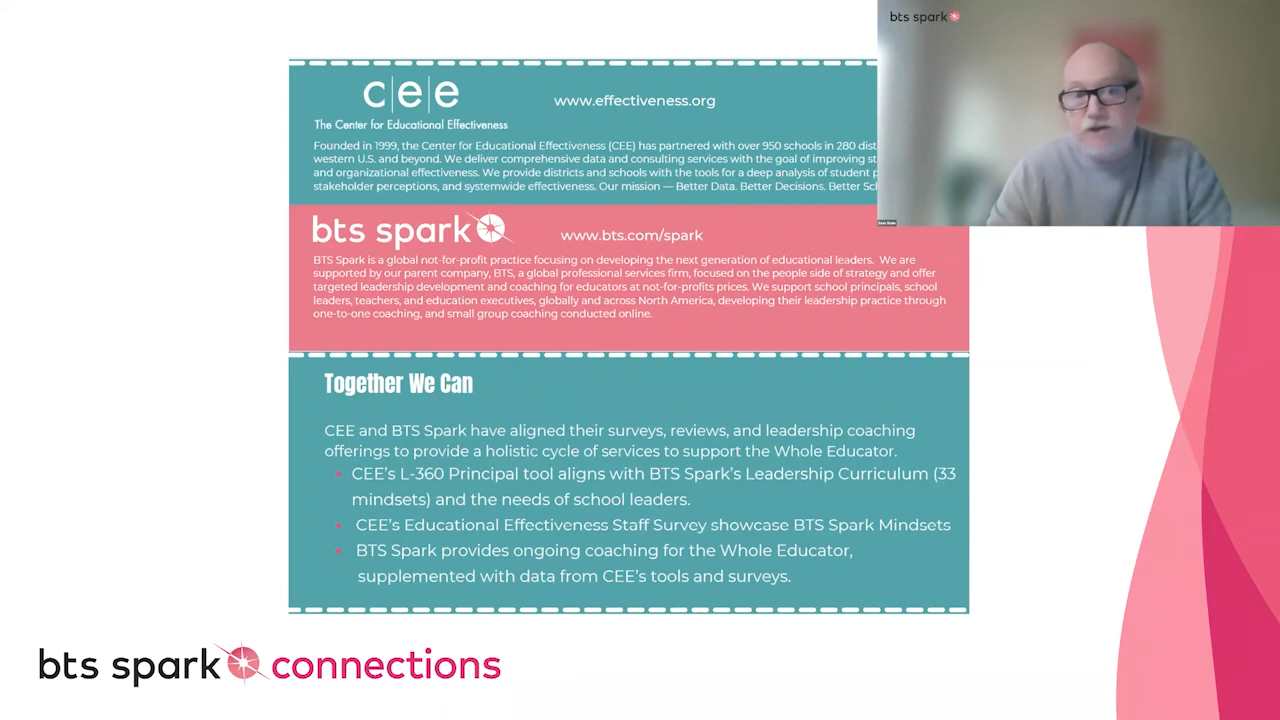 bts spark
c|e|e
www.effectiveness.org
The Center for Educational Effectiveness
Founded in 1999, the Center for Educational Effectiveness (CEE) has partnered with over 950 schools in 280
western U.S. and beyond. We deliver comprehensive data and consulting services with the goal of improving
and organizational effectiveness. We provide districts and schools with the tools for a deep analysis of student
stakeholder perceptions, and systemwide effectiveness. Our mission — Better Data. Better Decisions. Better
bts spark
www.bts.com/spark
BTS Spark is a global not-for-profit practice focusing on developing the next generation of educational leaders. We are
supported by our parent company, BTS, a global professional services firm, focused on the people side of strategy and offer
targeted leadership development and coaching for educators at not-for-profits prices. We support school principals, school
leaders, teachers, and education executives, globally and across North America, developing their leadership practice through
one-to-one coaching, and small group coaching conducted online.
Together We Can
CEE and BTS Spark have aligned their surveys, reviews, and leadership coaching
offerings to provide a holistic cycle of services to support the Whole Educator.
CEE's L-360 Principal tool aligns with BTS Spark's Leadership Curriculum (33
mindsets) and the needs of school leaders.
CEE's Educational Effectiveness Staff Survey showcase BTS Spark Mindsets
BTS Spark provides ongoing coaching for the Whole Educator,
supplemented with data from CEE's tools and surveys.
bts spark connections